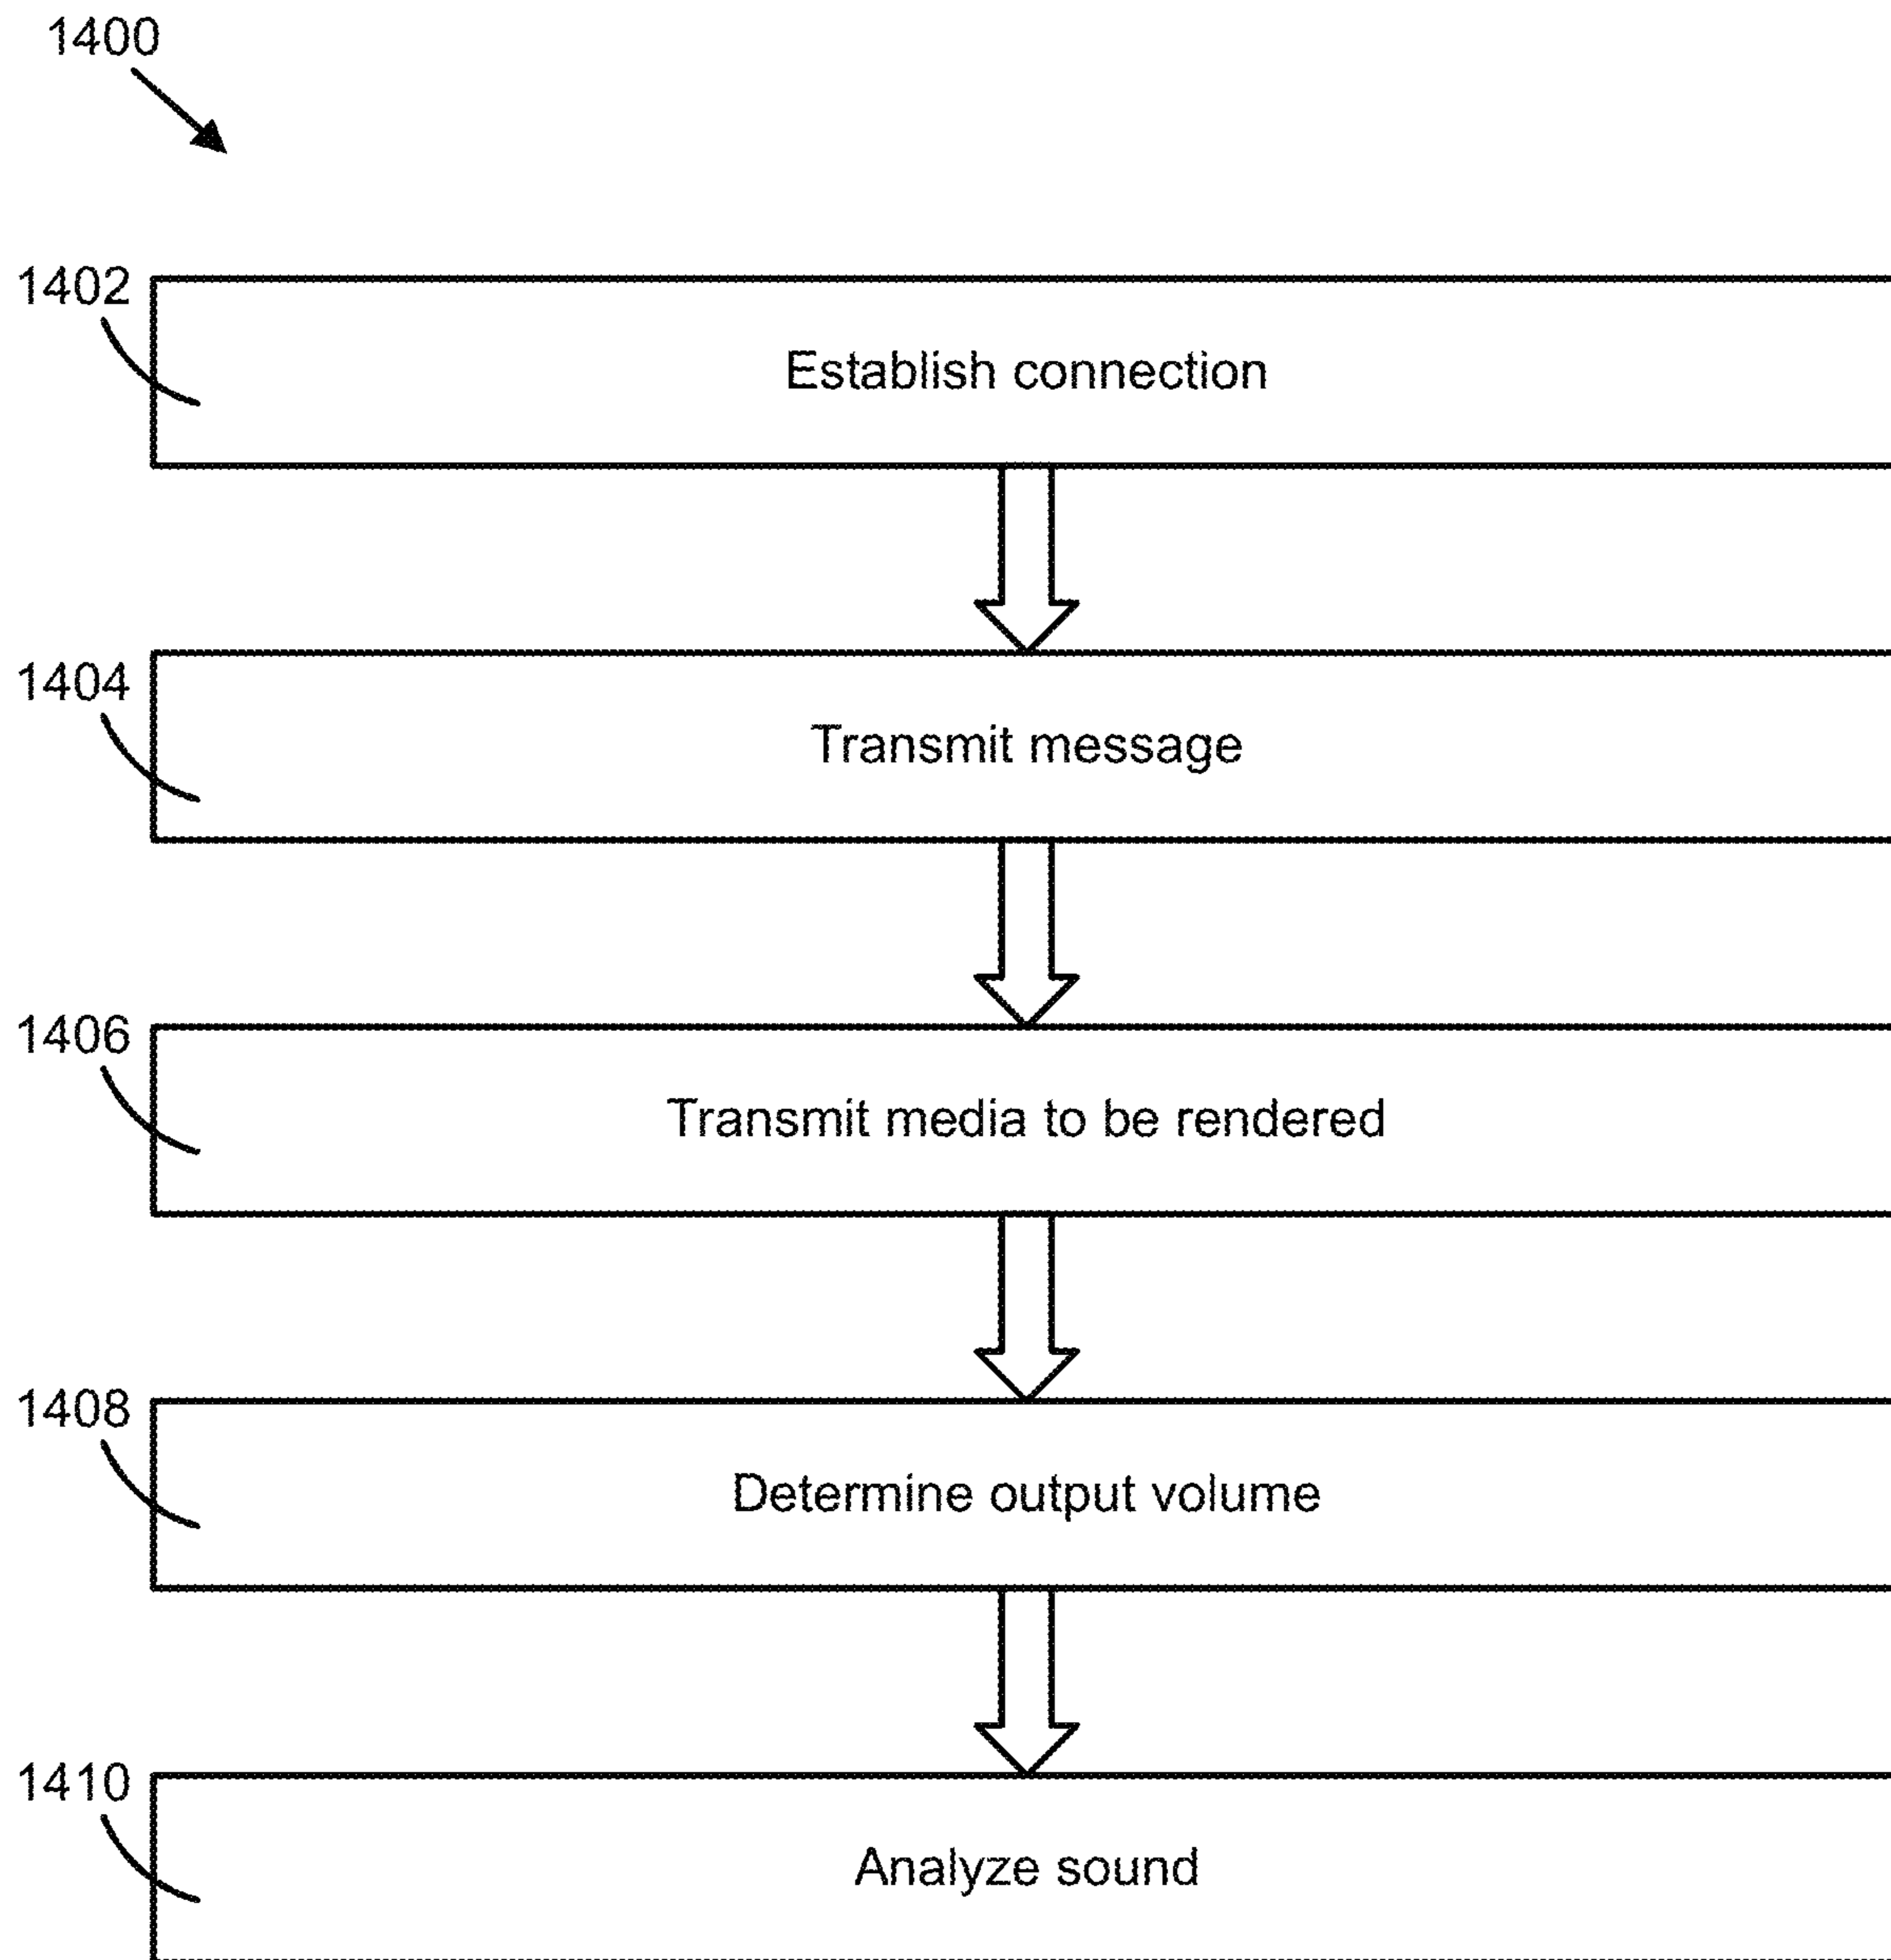 1400
1402
Establish connection
1404
Transmit message
1406
Transmit media to be rendered
1408
Determine output volume
1410
Analyze sound